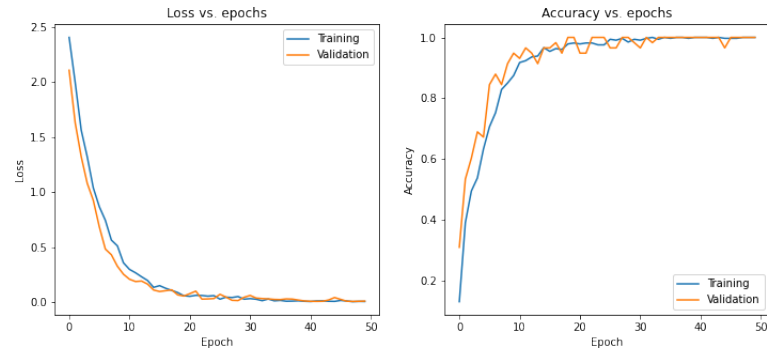 Loss vs. epochs
2.5
2.0
1.5
1.0
0.5
0.0
Loss
0 10 20 30 40 50
Epoch
Training
Validation
Accuracy vs. epochs
1.0
0.8
0.6
0.4
0.2
Accuracy
0 10 20 30 40 50
Epoch
Training
Validation